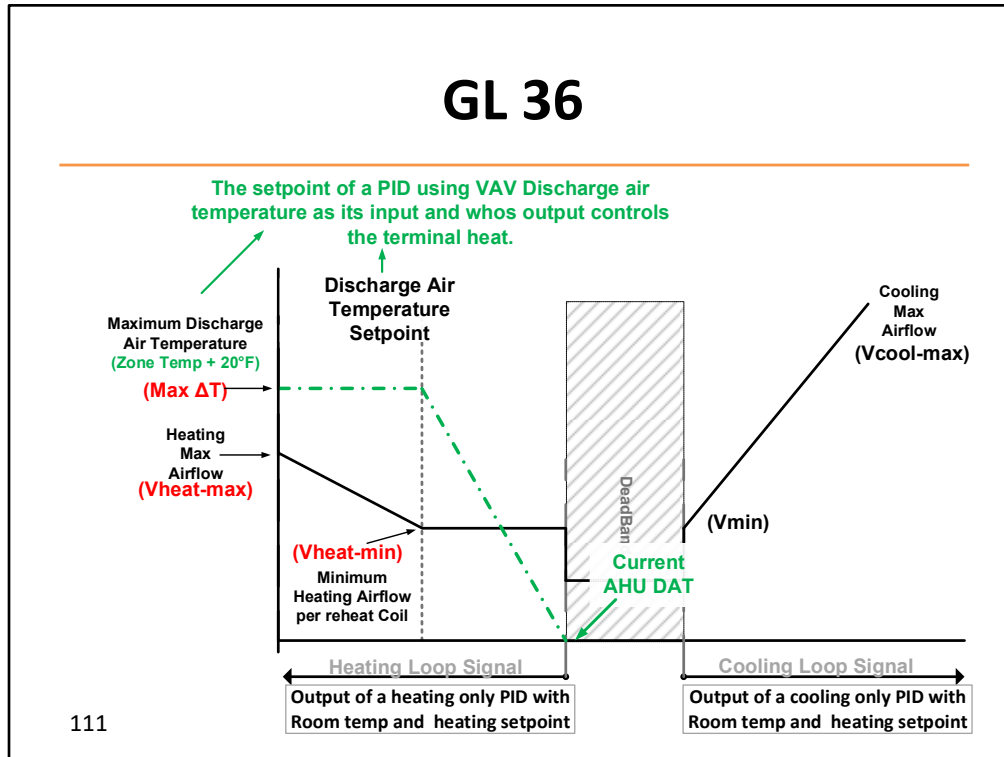 GL 36
The setpoint of a PID using VAV Discharge air
temperature as its input and whos output controls
the terminal heat.
Discharge Air
Temperature
Setpoint
Maximum Discharge
Air Temperature
(Zone Temp + 20°F)
(Max ΔT)
Heating
Max
Airflow
(Vheat-max)
(Vheat-min)
Minimum
Heating Airflow
per reheat Coil
DeadBan
Current
AHU DAT
Cooling
Max
Airflow
(Vcool-max)
(Vmin)
Heating Loop Signal
Cooling Loop Signal
Output of a heating only PID with
Room temp and heating setpoint
Output of a cooling only PID with
Room temp and heating setpoint
111